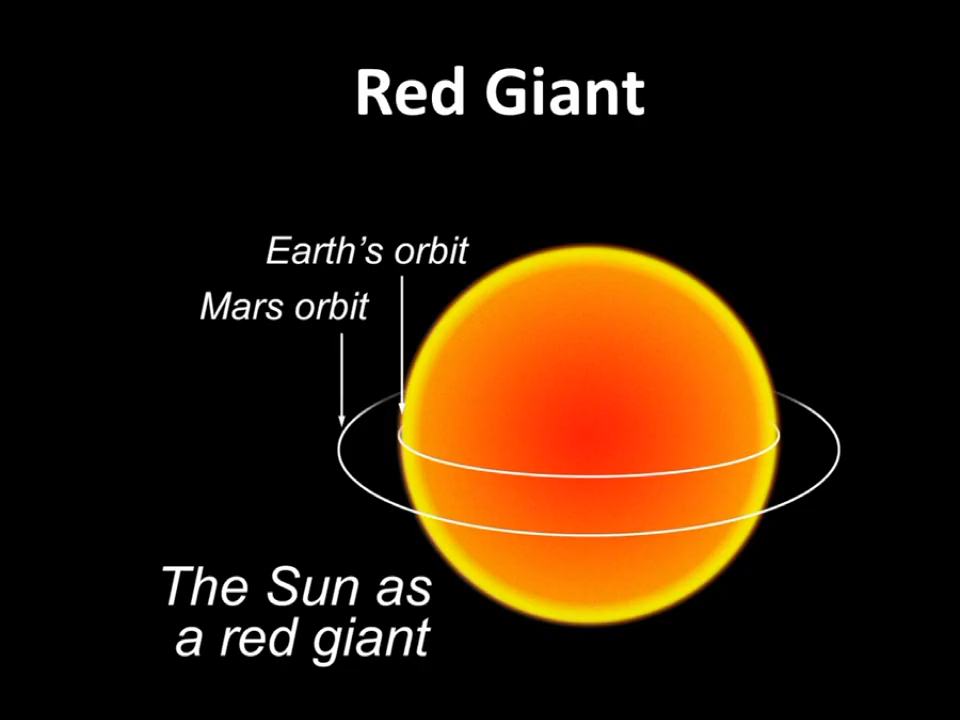 Red Giant
Earth's orbit
Mars orbit
The Sun as
a red giant